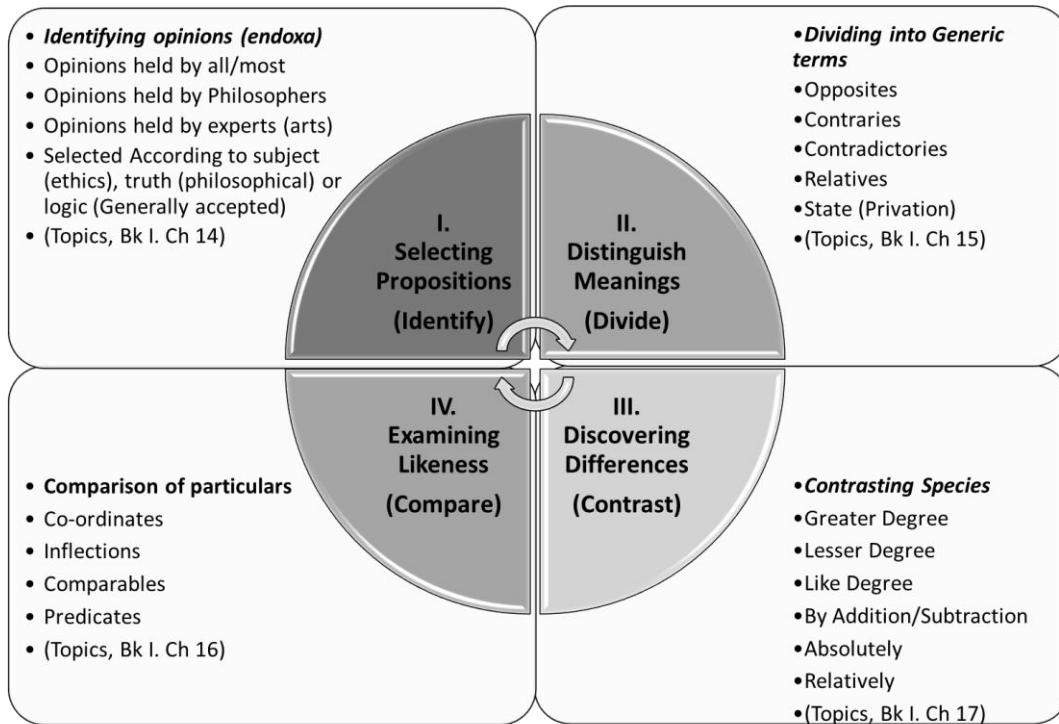 • Identifying opinions (endoxa)
• Opinions held by all/most
• Opinions held by Philosophers
• Opinions held by experts (arts)
• Selected According to subject
(ethics), truth (philosophical) or
logic (Generally accepted)
• (Topics, Bk I. Ch 14)
•Dividing into Generic
terms
•Opposites
•Contraries
•Contradictories
•Relatives
•State (Privation)
•(Topics, Bk I. Ch 15)
I.
Selecting
Propositions
(Identify)
II.
Distinguish
Meanings
(Divide)
IV.
Examining
Likeness
(Compare)
III.
Discovering
Differences
(Contrast)
• Comparison of particulars
• Co-ordinates
• Inflections
• Comparables
• Predicates
• (Topics, Bk I. Ch 16)
•Contrasting Species
•Greater Degree
•Lesser Degree
•Like Degree
•By Addition/Subtraction
•Absolutely
•Relatively
•(Topics, Bk I. Ch 17)